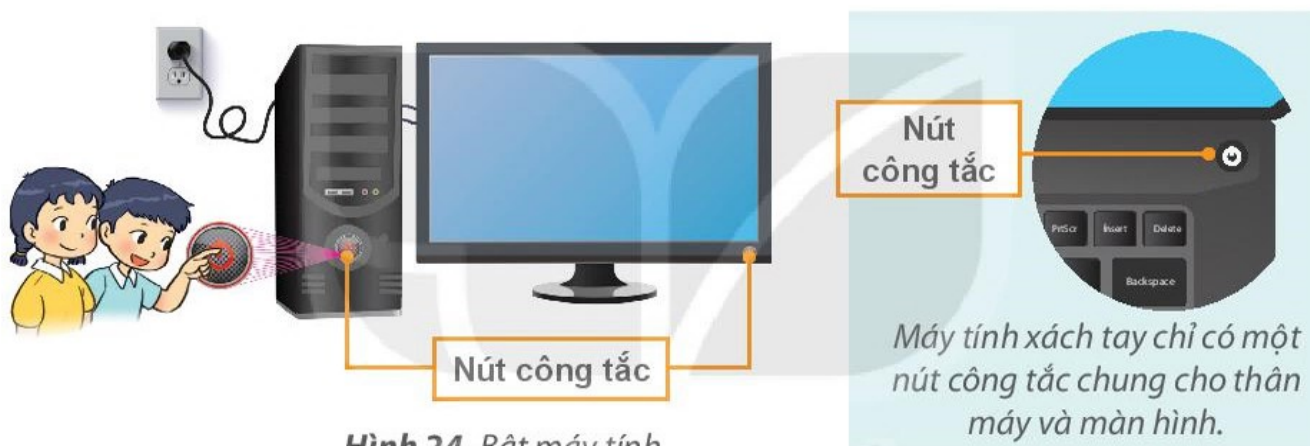 Nút công tắc
Nút
công tắc
PrtScr
Insert
Delete
Backspace
Máy tính xách tay chỉ có một
nút công tắc chung cho thân
máy và màn hình.
Hình 24. Bật máy tính